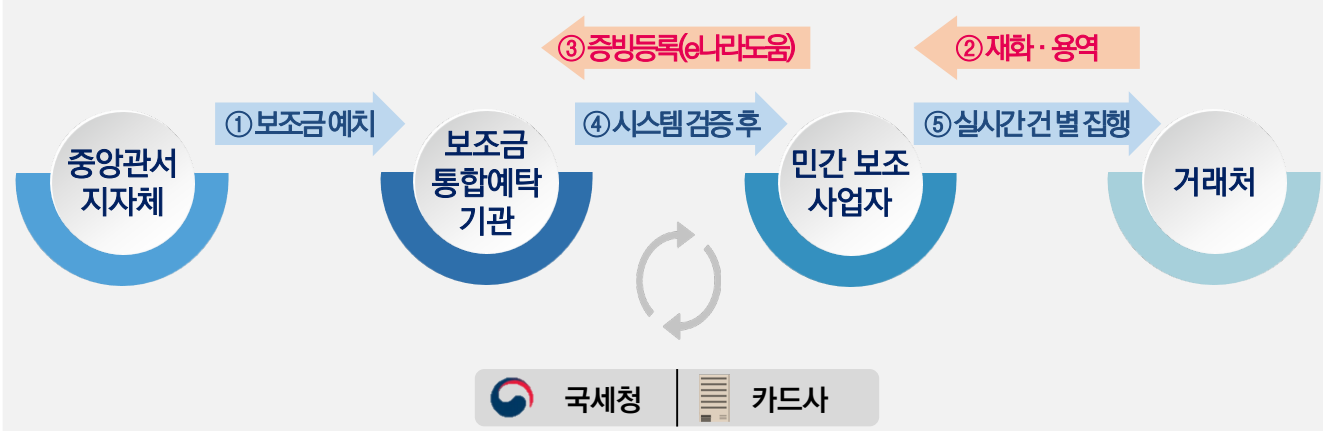 ③ 증빙등록(e나라도움)
② 재화 · 용역
① 보조금 예치
④ 시스템 검증 후
⑤ 실시간 건 별 집행
중앙관서
지자체
보조금
통합예탁
기관
민간 보조
사업자
거래처
국세청
카드사